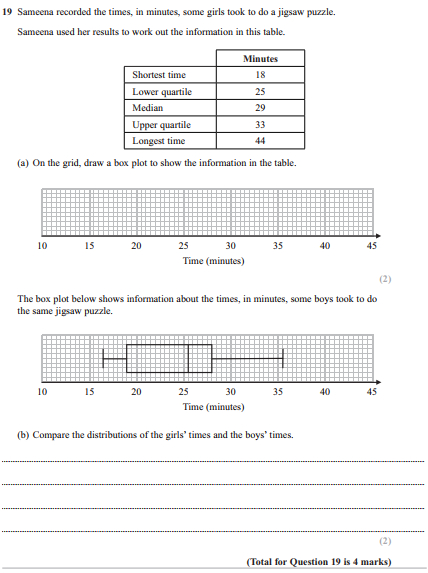 19 Sameena recorded the times, in minutes, some girls took to do a jigsaw puzzle.
Sameena used her results to work out the information in this table.
Minutes
Shortest time 18
Lower quartile 25
Median 29
Upper quartile 33
Longest time 44
(a) On the grid, draw a box plot to show the information in the table.
10 15 20 25 30 35 40 45
Time (minutes)
(2)
The box plot below shows information about the times, in minutes, some boys took to do
the same jigsaw puzzle.
10 15 20 25 30 35 40 45
Time (minutes)
(b) Compare the distributions of the girls' times and the boys' times.
(2)
(Total for Question 19 is 4 marks)